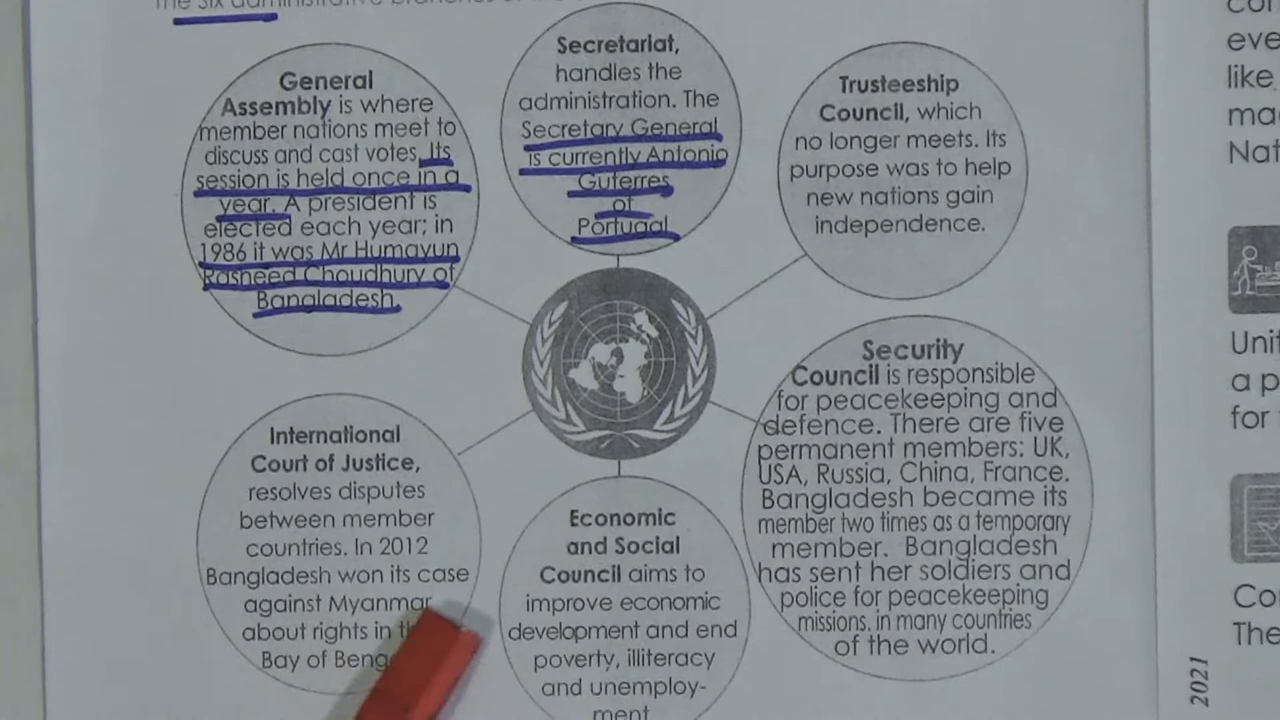 The six administrative branches of the
General
Assembly is where
member nations meet to
discuss and cast votes. Its
session is held once in a
year. A president is
elected each year; in
1986 it was Mr Humayun
Rasheed Choudhury of
Bangladesh.
Secretariat,
handles the
administration. The
Secretary General
is currently Antonio
Guterres
of
Portugal
Trusteeship
Council, which
no longer meets. Its
purpose was to help
new nations gain
independence.
International
Court of Justice,
resolves disputes
between member
countries. In 2012
Bangladesh won its case
against Myanmar
about rights in
Bay of
Economic
and Social
Council aims to
improve economic
development and end
poverty, illiteracy
and unemploy-
ment
Security
Council is responsible
for peacekeeping and
defence. There are five
permanent members: UK,
USA, Russia, China, France.
Bangladesh became its
member two times as a temporary
member. Bangladesh
has sent her soldiers and
police for peacekeeping
missions. in many countries
of the world.
like
Nat
Unit
a p
for
Co
The
2021